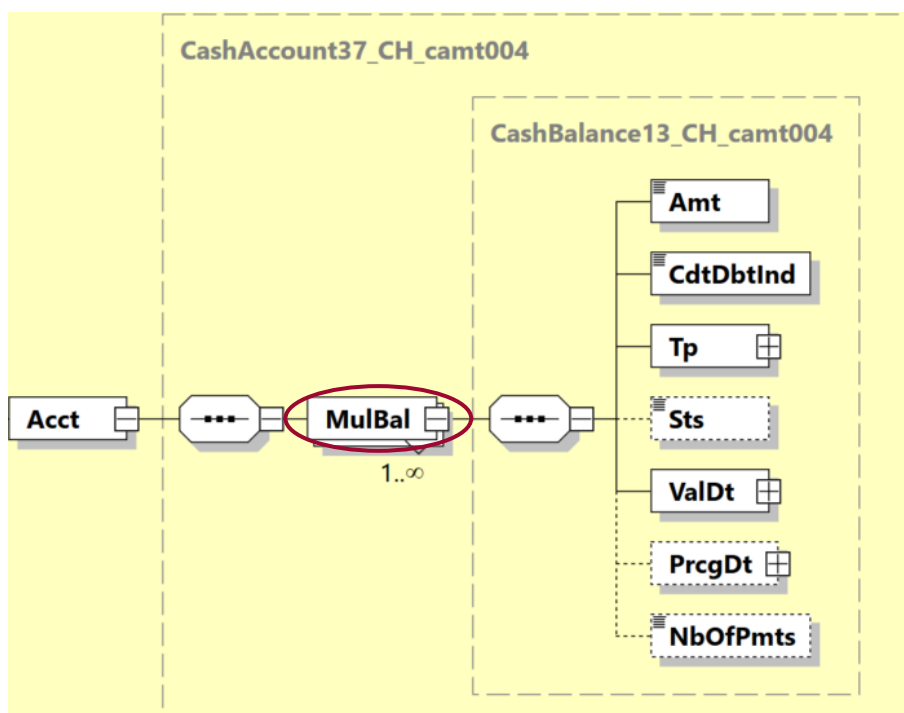 CashAccount37_CH_camt004
CashBalance13_CH_camt004
Amt
CdtDbtInd
Tp
Acct
MulBal
1..∞
Sts
ValDt
PrcgDt
NbOfPmts